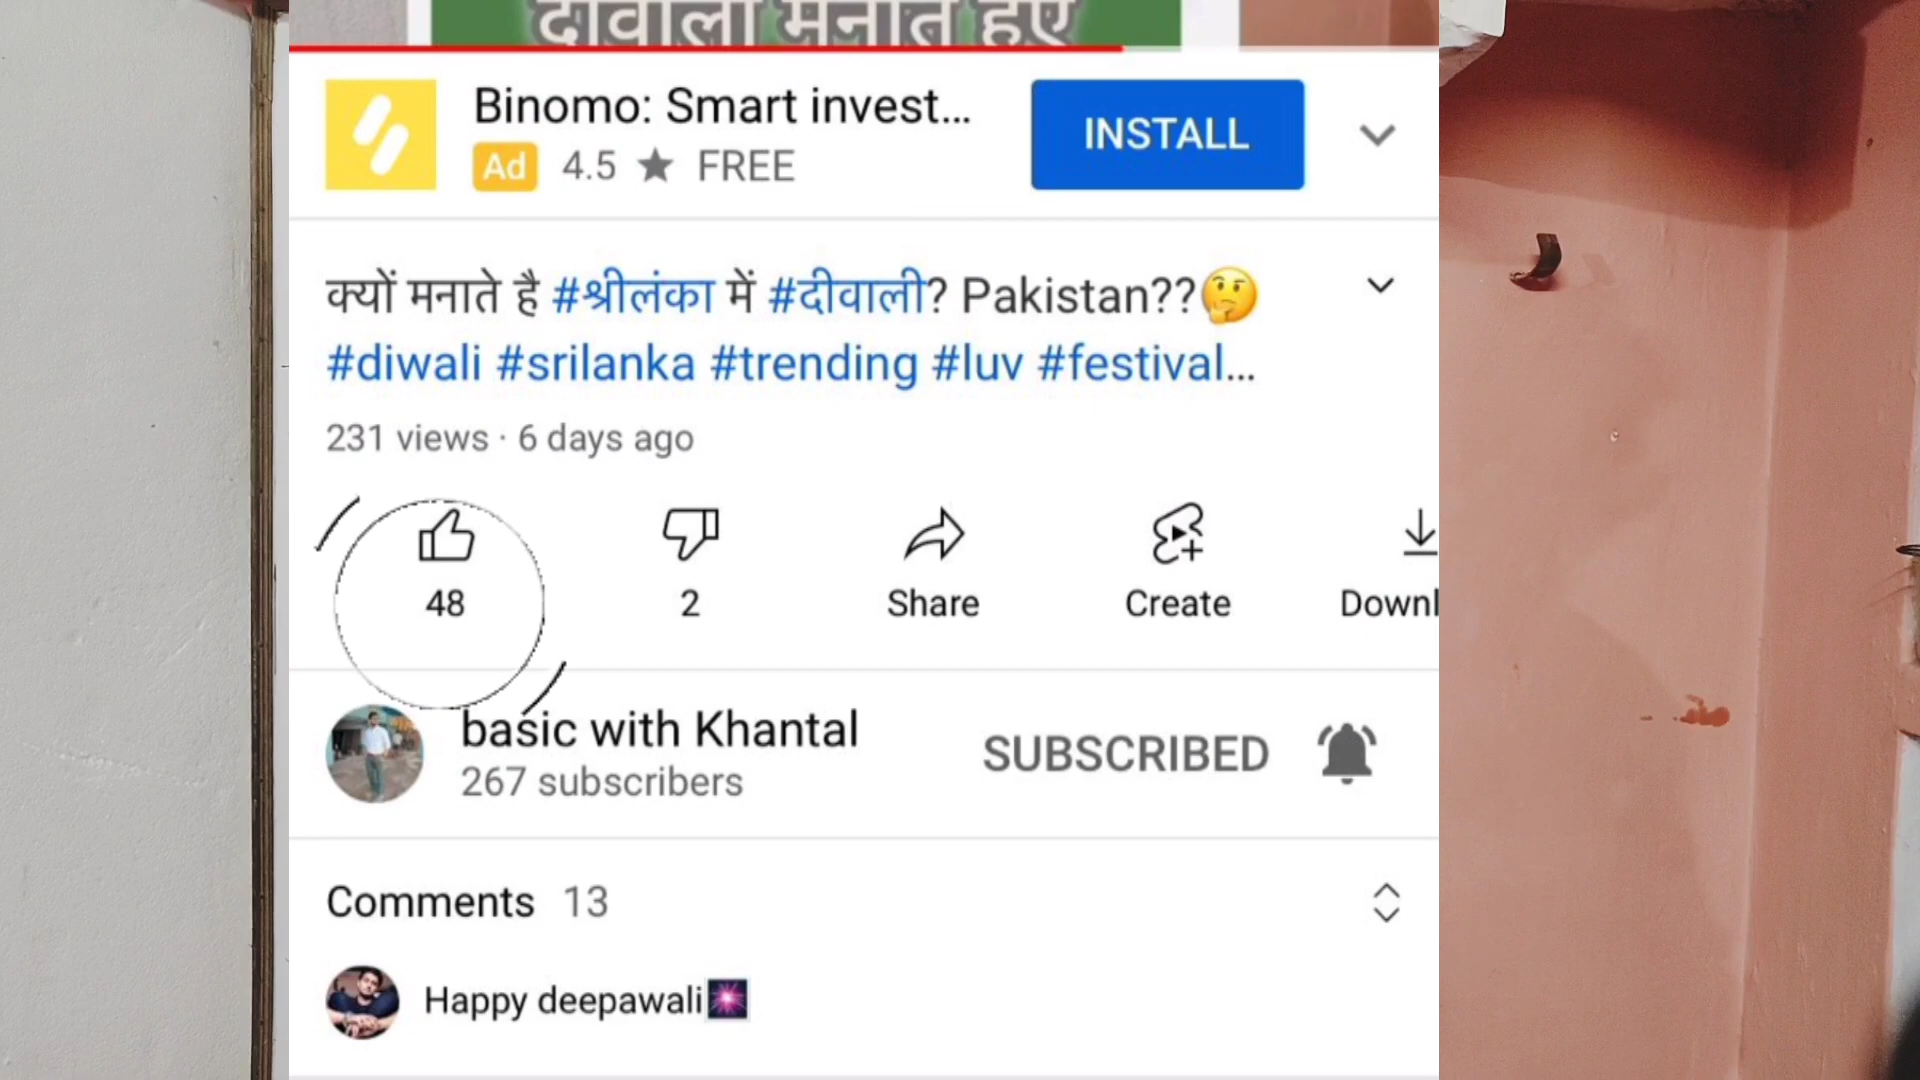 दीवाली मनाते हुए
Binomo: Smart invest...
INSTALL
Ad 4.5 ★ FREE
क्यों मनाते है #श्रीलंका में #दीवाली? Pakistan??🤔
#diwali #srilanka #trending #luv #festival...
231 views · 6 days ago
48
2
Share
Create
Downl
basic with Khantal
267 subscribers
SUBSCRIBED
Comments 13
Happy deepawali🎆